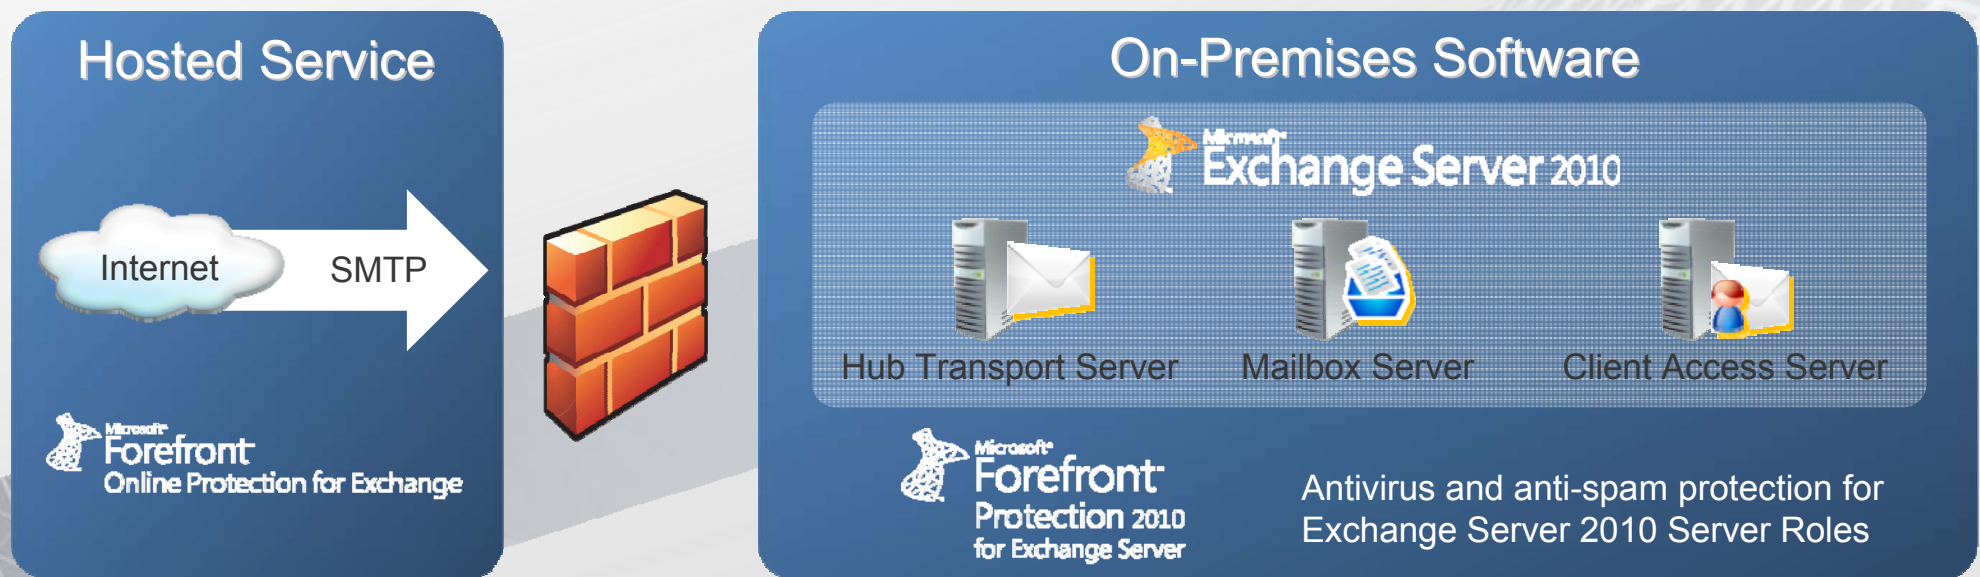 Hosted Service
Internet
SMTP
Microsoft
Forefront
Online Protection for Exchange
On-Premises Software
Microsoft
Exchange Server 2010
Hub Transport Server
Mailbox Server
Client Access Server
Microsoft
Forefront
Protection 2010
for Exchange Server
Antivirus and anti-spam protection for
Exchange Server 2010 Server Roles